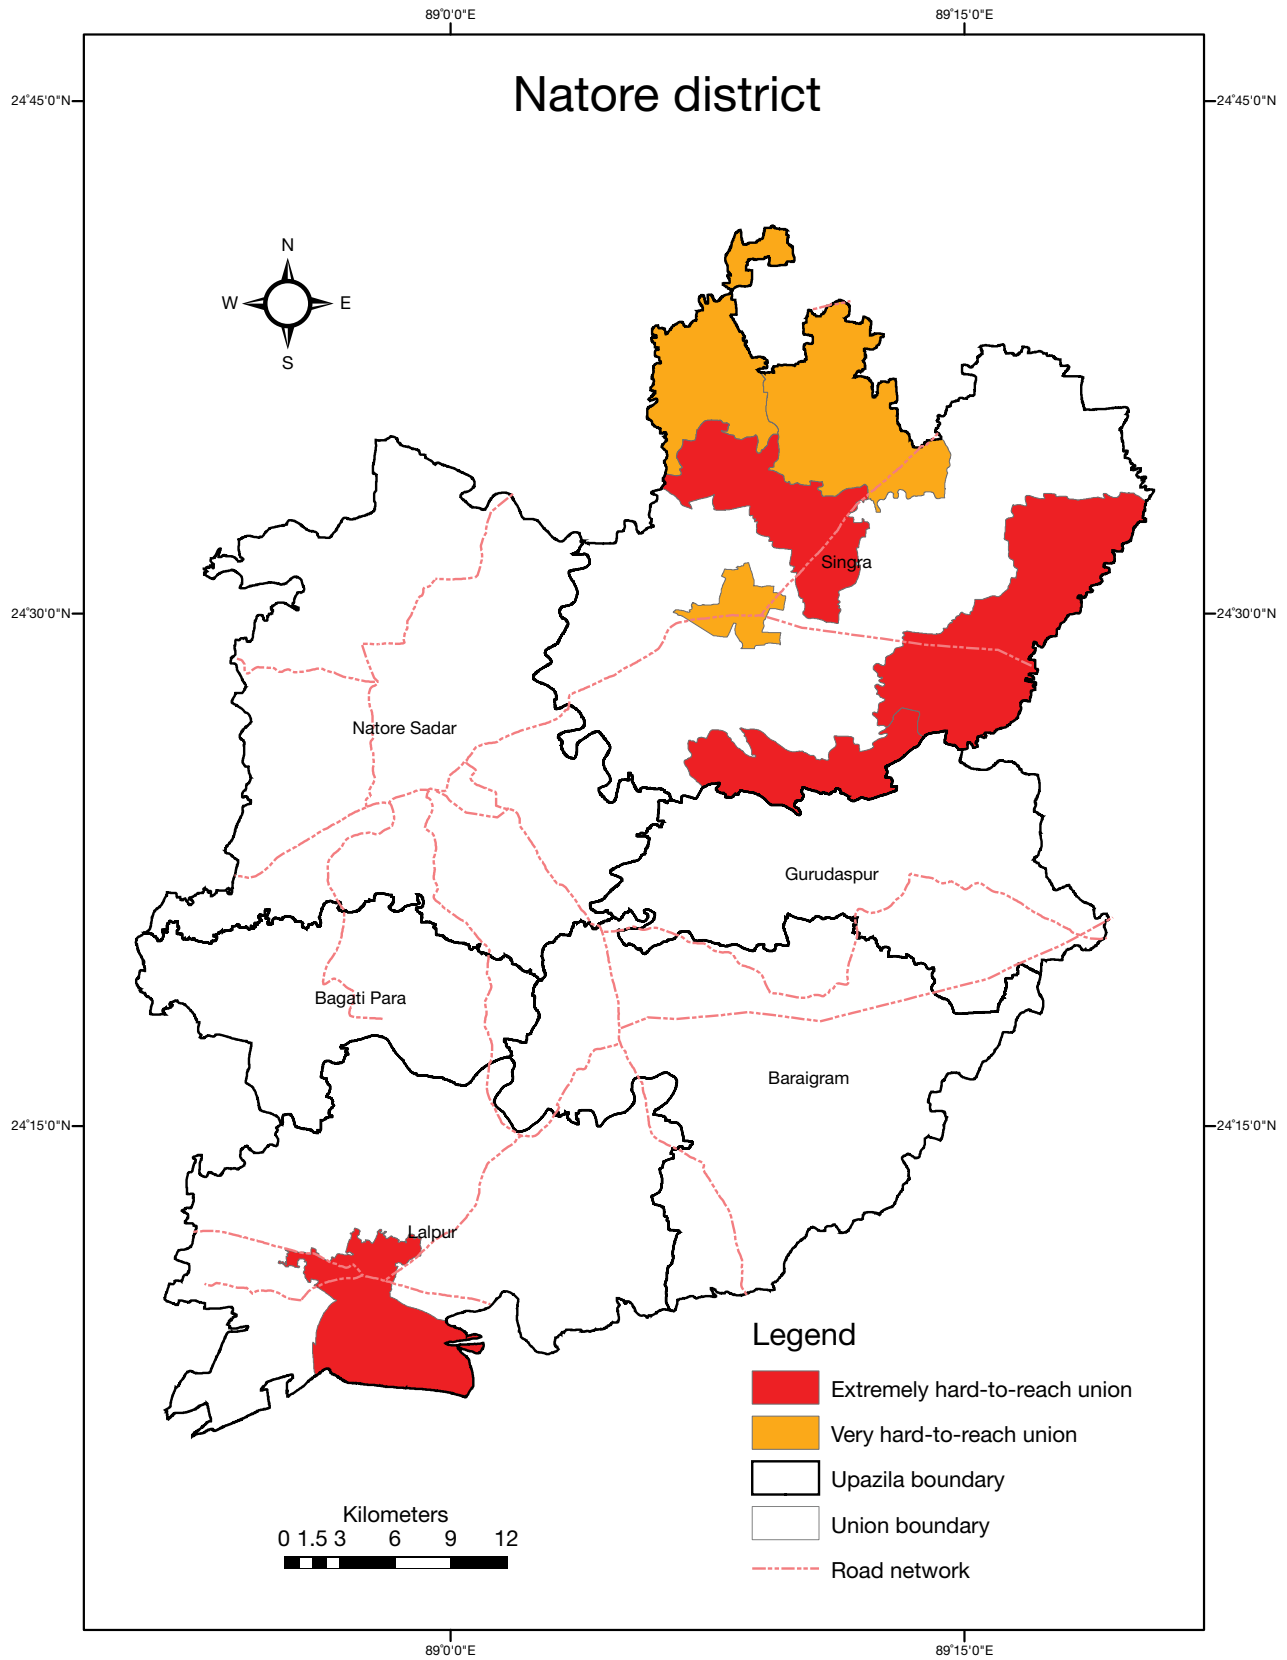 89°0'0"E 89°15'0"E
Natore district
24°45'0"N 24°45'0"N
N
W E
S
Singra
24°30'0"N 24°30'0"N
Natore Sadar
Gurudaspur
Bagati Para
Baraigram
24°15'0"N 24°15'0"N
Lalpur
Legend
Extremely hard-to-reach union
Very hard-to-reach union
Upazila boundary
Union boundary
Road network
Kilometers
0 1.5 3 6 9 12
89°0'0"E 89°15'0"E